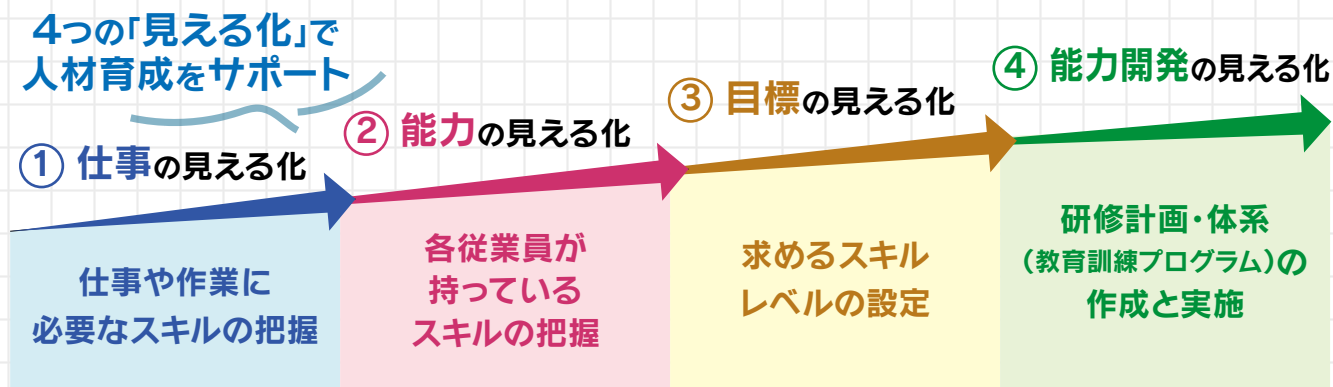 4つの「見える化」で
人材育成をサポート
① 仕事の見える化
仕事や作業に
必要なスキルの把握
② 能力の見える化
各従業員が
持っている
スキルの把握
③ 目標の見える化
求めるスキル
レベルの設定
④ 能力開発の見える化
研修計画・体系
(教育訓練プログラム)の
作成と実施